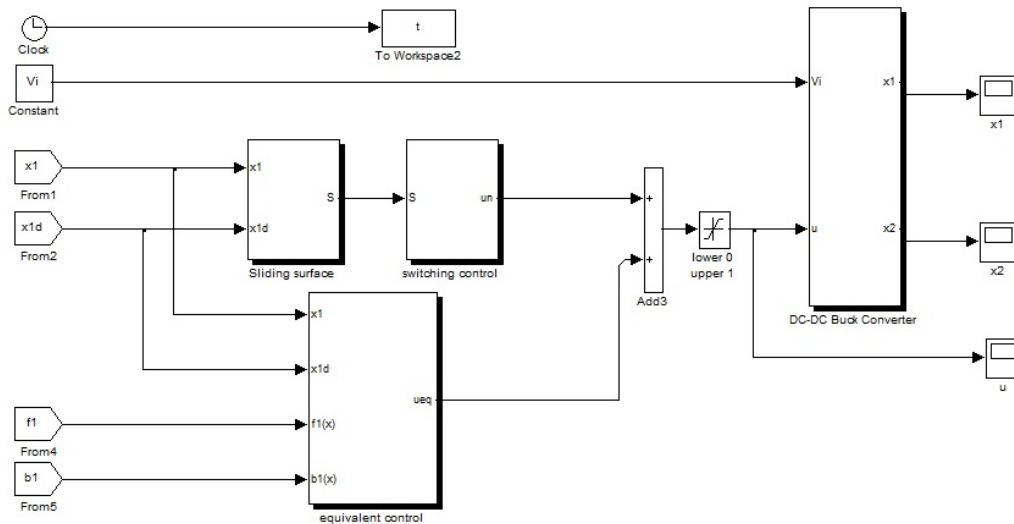 Clock
t
To Workspace2
Vi
Constant
Vi
x1
x1
x1
From1
x1d
From2
x1
x1d
S
Sliding surface
S
un
switching control
+
+
Add3
lower 0
upper 1
u
x2
DC-DC Buck Converter
x2
u
x1
x1d
f1(x)
b1(x)
ueq
equivalent control
f1
From4
b1
From5